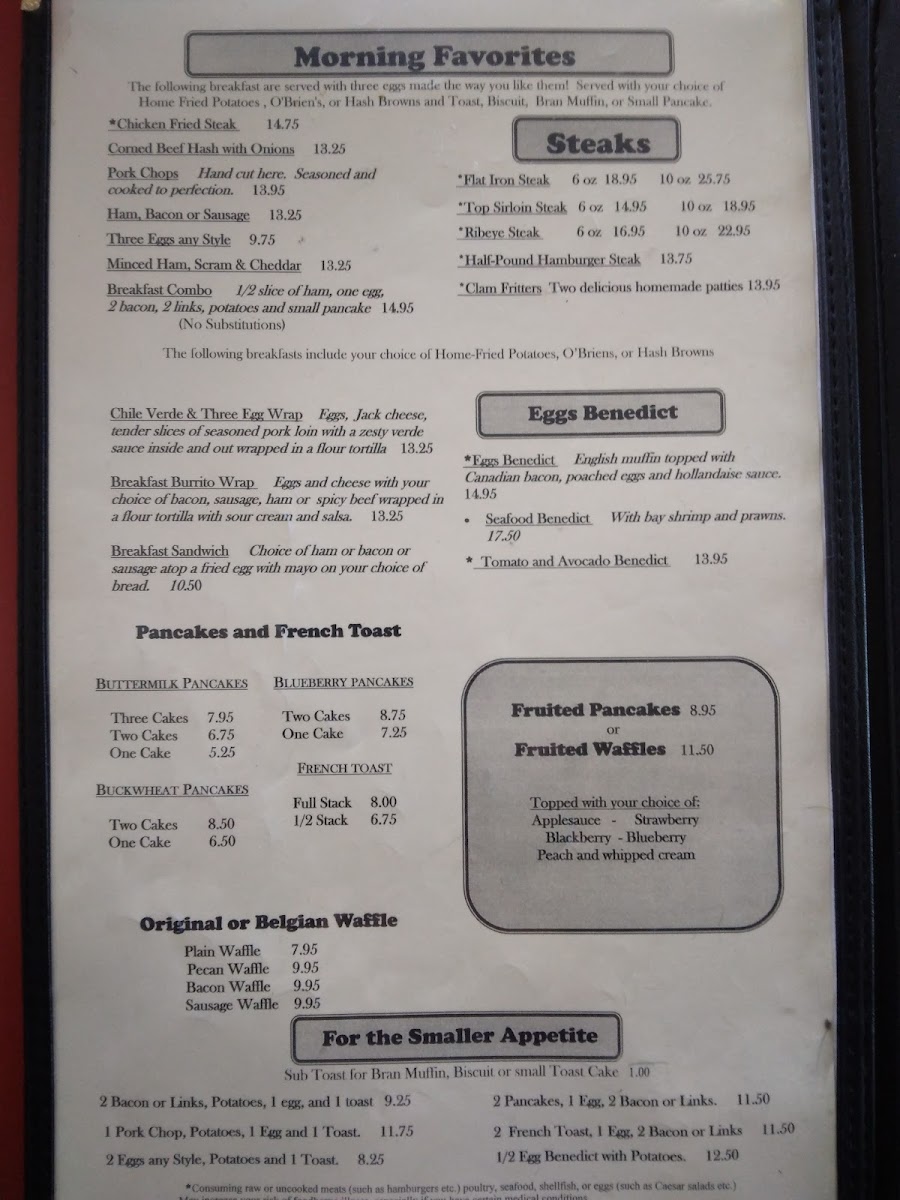 Morning Favorites
The following breakfast are served with three eggs made the way you like them! Served with your choice of
Home Fried Potatoes , O'Brien's, or Hash Browns and Toast, Biscuit, Bran Muffin, or Small Pancake.
*Chicken Fried Steak 14.75
Corned Beef Hash with Onions 13.25
Pork Chops Hand cut here. Seasoned and
cooked to perfection. 13.95
Ham, Bacon or Sausage 13.25
Three Eggs any Style 9.75
Minced Ham, Scram & Cheddar 13.25
Breakfast Combo 1/2 slice of ham, one egg,
2 bacon, 2 links, potatoes and small pancake 14.95
(No Substitutions)
Steaks
*Flat Iron Steak 6 oz 18.95 10 oz 25.75
*Top Sirloin Steak 6 oz 14.95 10 oz 18.95
*Ribeye Steak 6 oz 16.95 10 oz 22.95
*Half-Pound Hamburger Steak 13.75
*Clam Fritters Two delicious homemade patties 13.95
The following breakfasts include your choice of Home-Fried Potatoes, O'Briens, or Hash Browns
Chile Verde & Three Egg Wrap Eggs, Jack cheese,
tender slices of seasoned pork loin with a zesty verde
sauce inside and out wrapped in a flour tortilla 13.25
Breakfast Burrito Wrap Eggs and cheese with your
choice of bacon, sausage, ham or spicy beef wrapped in
a flour tortilla with sour cream and salsa. 13.25
Breakfast Sandwich Choice of ham or bacon or
sausage atop a fried egg with mayo on your choice of
bread. 10.50
Eggs Benedict
*Eggs Benedict English muffin topped with
Canadian bacon, poached eggs and hollandaise sauce.
14.95
• Seafood Benedict With bay shrimp and prawns.
17.50
* Tomato and Avocado Benedict 13.95
Pancakes and French Toast
BUTTERMILK PANCAKES
Three Cakes 7.95
Two Cakes 6.75
One Cake 5.25
BUCKWHEAT PANCAKES
Two Cakes 8.50
One Cake 6.50
BLUEBERRY PANCAKES
Two Cakes 8.75
One Cake 7.25
FRENCH TOAST
Full Stack 8.00
1/2 Stack 6.75
Fruited Pancakes 8.95
or
Fruited Waffles 11.50
Topped with your choice of:
Applesauce - Strawberry
Blackberry - Blueberry
Peach and whipped cream
Original or Belgian Waffle
Plain Waffle 7.95
Pecan Waffle 9.95
Bacon Waffle 9.95
Sausage Waffle 9.95
For the Smaller Appetite
Sub Toast for Bran Muffin, Biscuit or small Toast Cake 1.00
2 Bacon or Links, Potatoes, 1 egg, and 1 toast 9.25
1 Pork Chop, Potatoes, 1 Egg and 1 Toast. 11.75
2 Eggs any Style, Potatoes and 1 Toast. 8.25
2 Pancakes, 1 Egg, 2 Bacon or Links. 11.50
2 French Toast, 1 Egg, 2 Bacon or Links 11.50
1/2 Egg Benedict with Potatoes. 12.50
*Consuming raw or uncooked meats (such as hamburgers etc.) poultry, seafood, shellfish, or eggs (such as Caesar salads etc.)